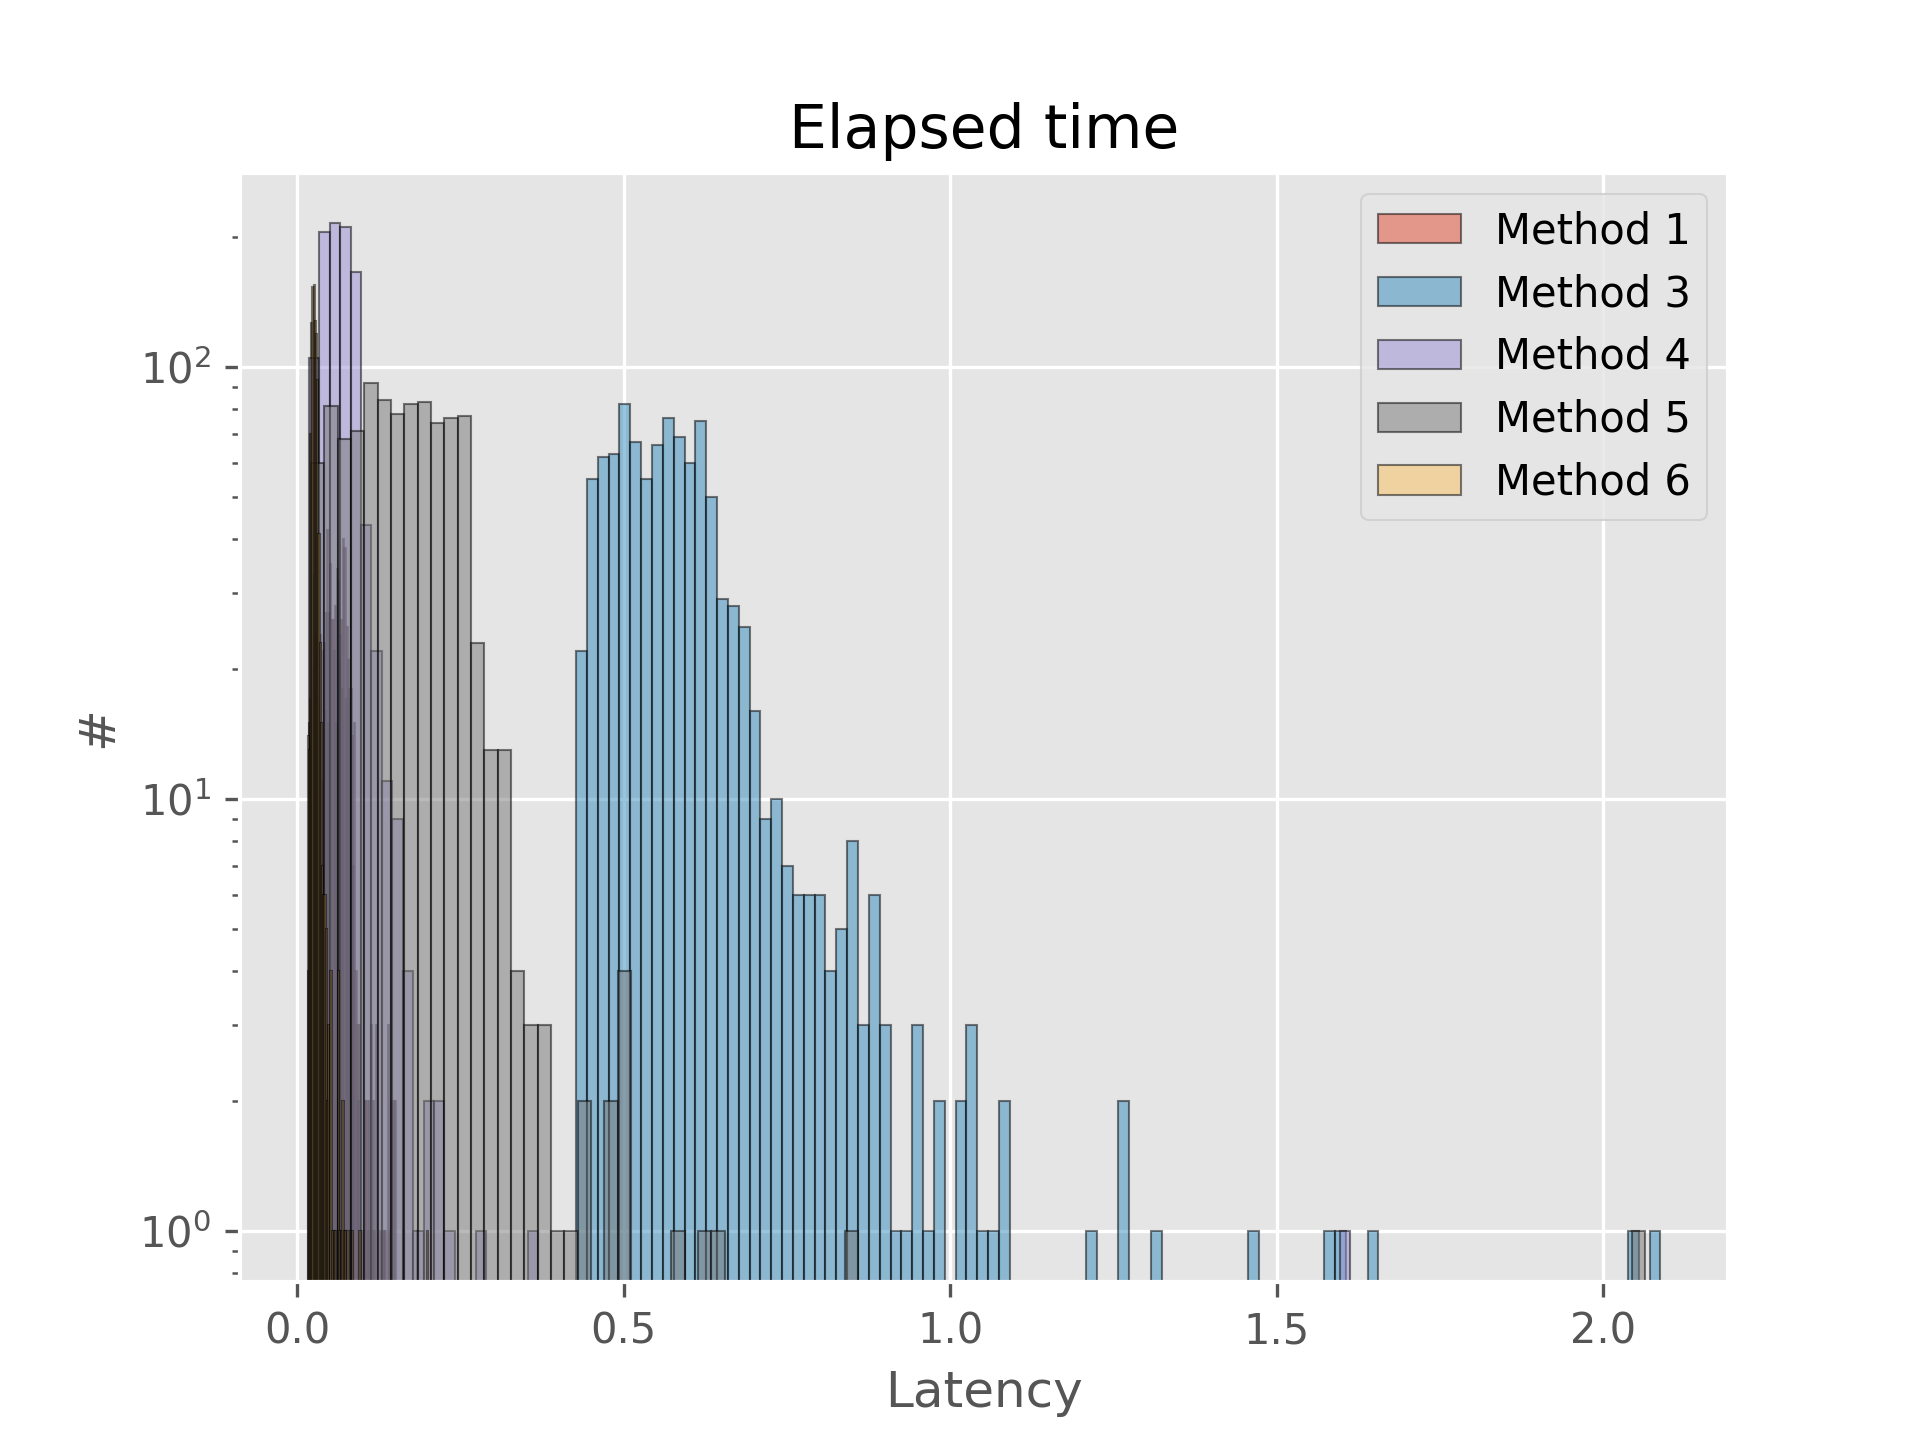 Elapsed time
Method 1
Method 3
Method 4
Method 5
Method 6
10²
10¹
10⁰
#
0.0 0.5 1.0 1.5 2.0
Latency